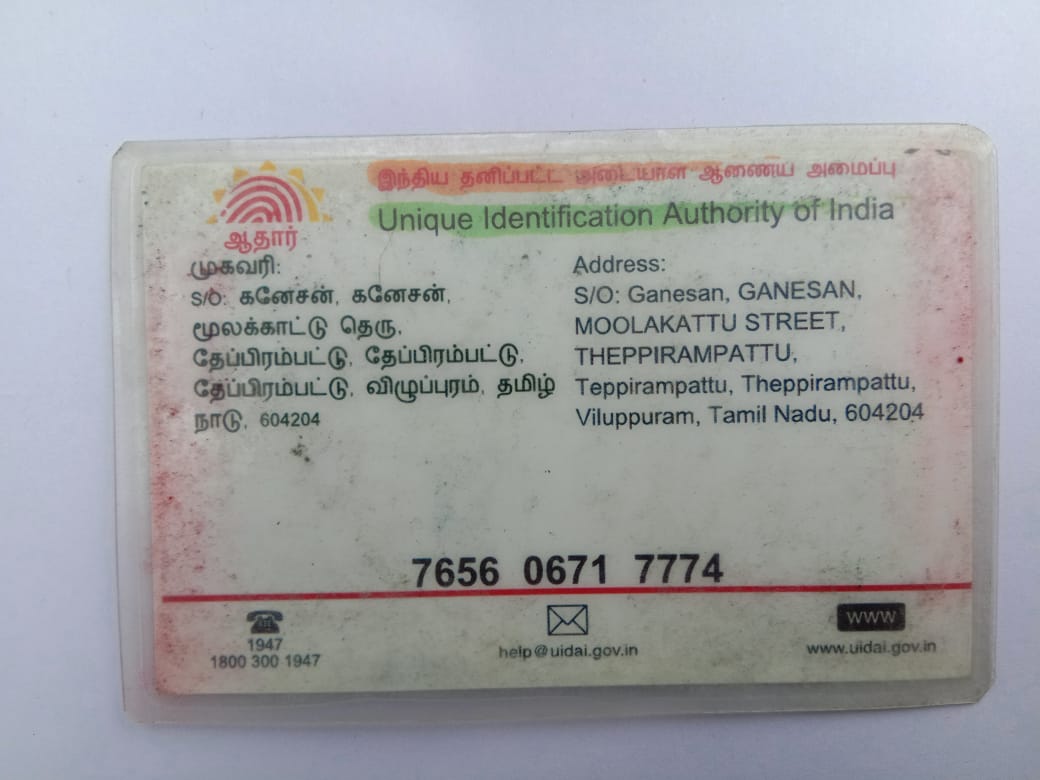 இந்திய தனிப்பட்ட அடையாள ஆணைய அமைப்பு
Unique Identification Authority of India
ஆதார்
முகவரி:
S/O: கனேசன், கனேசன்,
மூலக்காட்டு தெரு,
தேப்பிரம்பட்டு, தேப்பிரம்பட்டு,
தேப்பிரம்பட்டு, விழுப்புரம், தமிழ்
நாடு, 604204
Address:
S/O: Ganesan, GANESAN,
MOOLAKATTU STREET,
THEPPIRAMPATTU,
Teppirampattu, Theppirampattu,
Viluppuram, Tamil Nadu, 604204
7656 0671 7774
1947
1800 300 1947
help@uidai.gov.in
www
www.uidai.gov.in